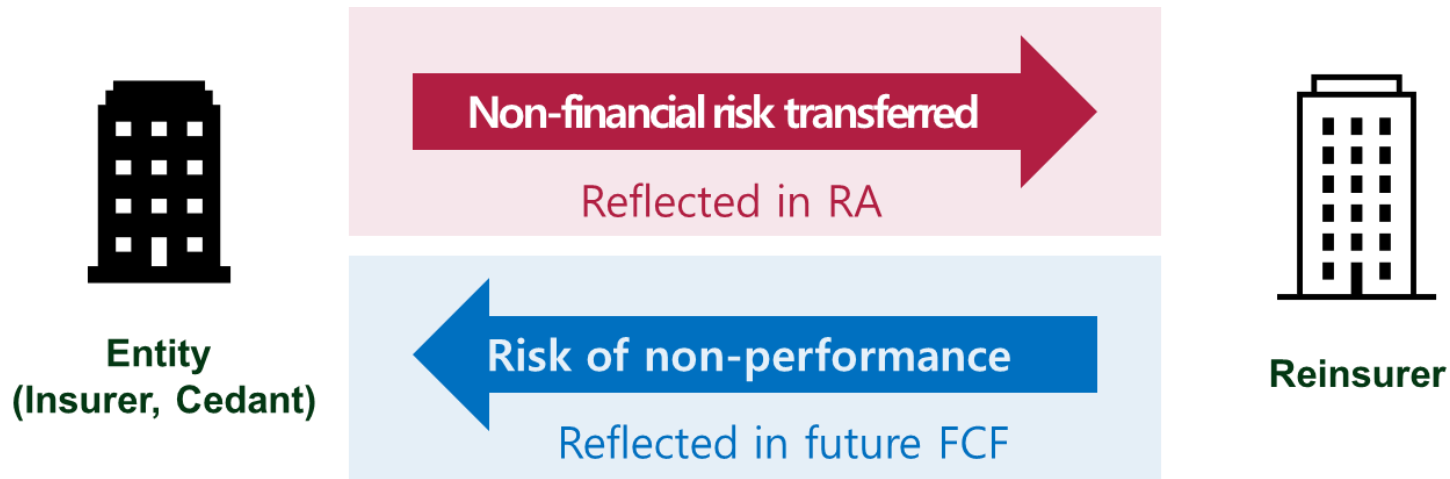 Non-financial risk transferred
Reflected in RA
Entity
(Insurer, Cedant)
Risk of non-performance
Reflected in future FCF
Reinsurer